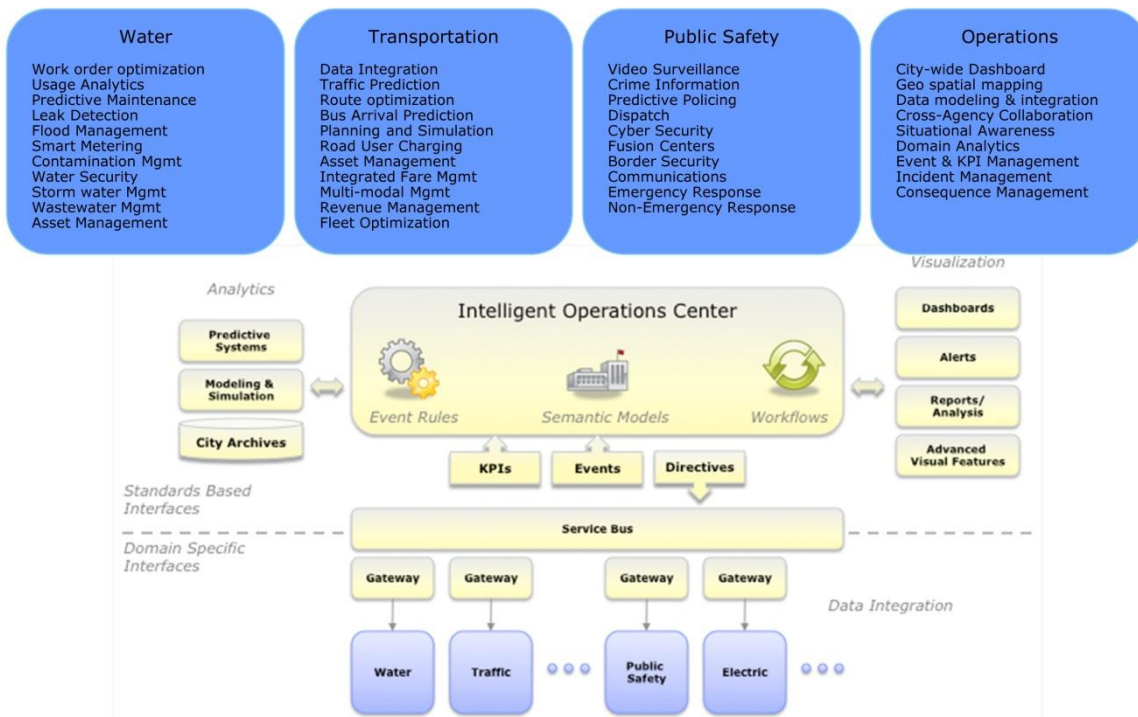 Water
Work order optimization
Usage Analytics
Predictive Maintenance
Leak Detection
Flood Management
Smart Metering
Contamination Mgmt
Water Security
Storm water Mgmt
Wastewater Mgmt
Asset Management
Transportation
Data Integration
Traffic Prediction
Route optimization
Bus Arrival Prediction
Planning and Simulation
Road User Charging
Asset Management
Integrated Fare Mgmt
Multi-modal Mgmt
Revenue Management
Fleet Optimization
Public Safety
Video Surveillance
Crime Information
Predictive Policing
Dispatch
Cyber Security
Fusion Centers
Border Security
Communications
Emergency Response
Non-Emergency Response
Operations
City-wide Dashboard
Geo spatial mapping
Data modeling & integration
Cross-Agency Collaboration
Situational Awareness
Domain Analytics
Event & KPI Management
Incident Management
Consequence Management
Analytics
Predictive
Systems
Modeling &
Simulation
City Archives
Intelligent Operations Center
Event Rules
Semantic Models
Workflows
Visualization
Dashboards
Alerts
Reports/
Analysis
Advanced
Visual Features
KPIs
Events
Directives
Standards Based
Interfaces
Service Bus
Domain Specific
Interfaces
Gateway
Gateway
Gateway
Gateway
Data Integration
Water
Traffic
Public
Safety
Electric